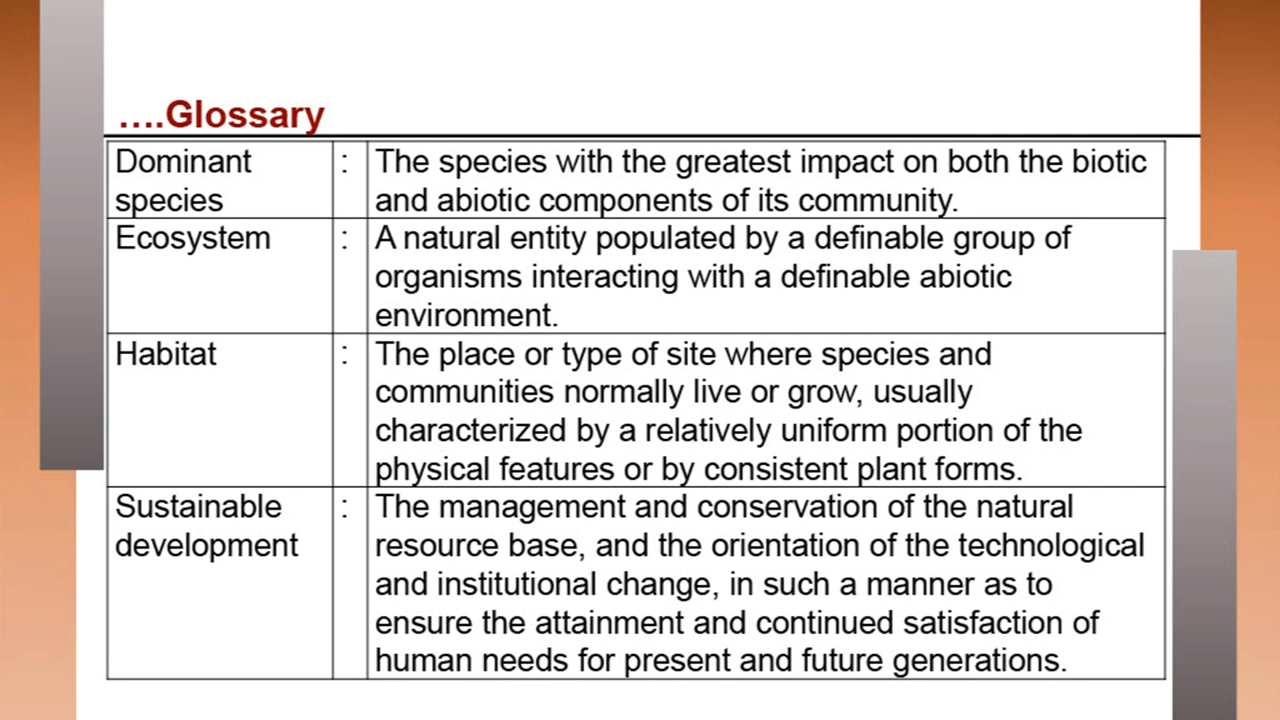 ....Glossary
Dominant species : The species with the greatest impact on both the biotic
and abiotic components of its community.
Ecosystem : A natural entity populated by a definable group of
organisms interacting with a definable abiotic
environment.
Habitat : The place or type of site where species and
communities normally live or grow, usually
characterized by a relatively uniform portion of the
physical features or by consistent plant forms.
Sustainable development : The management and conservation of the natural
resource base, and the orientation of the technological
and institutional change, in such a manner as to
ensure the attainment and continued satisfaction of
human needs for present and future generations.